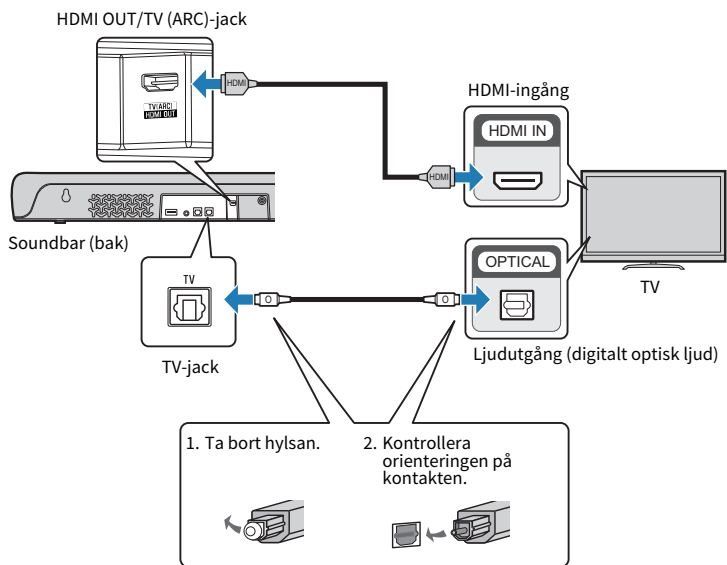 HDMI OUT/TV (ARC)-jack
HDMI
TV(ARC)
HDMI OUT
HDMI-ingång
HDMI IN
HDMI
Soundbar (bak)
TV
TV-jack
OPTICAL
TV
Ljudutgång (digitalt optisk ljud)
1. Ta bort hylsan.
2. Kontrollera
orienteringen på
kontakten.